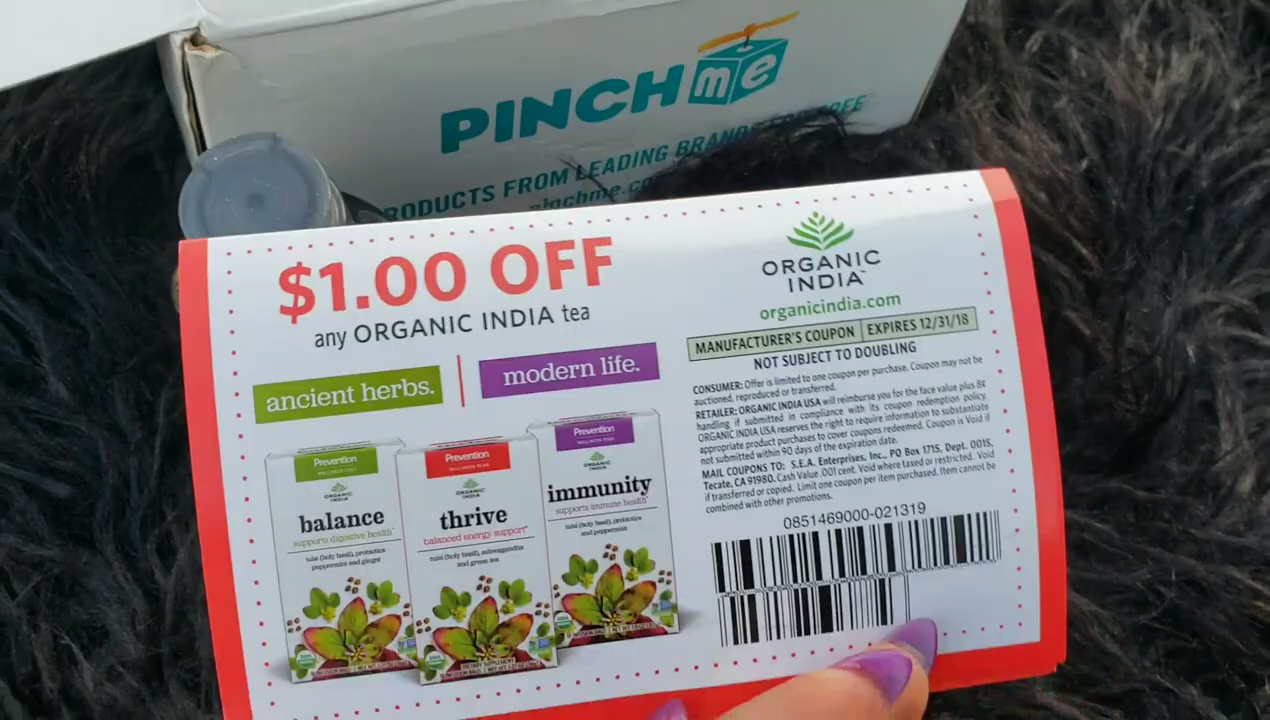 PINCHme
PRODUCTS FROM LEADING BRANDS FOR FREE
pinchme.co
$1.00 OFF
any ORGANIC INDIA tea
ancient herbs.
modern life.
Prevention
WELLNESS TEAS
ORGANIC
INDIA
balance
supports digestive health*
tulsi (holy basil), probiotics
peppermint and ginger
Prevention
WELLNESS TEAS
ORGANIC
INDIA
thrive
balanced energy support*
tulsi (holy basil), ashwagandha
and green tea
Prevention
WELLNESS TEAS
ORGANIC
INDIA
immunity
supports immune health*
tulsi (holy basil), probiotics
and peppermint
ORGANIC
INDIA™
organicindia.com
MANUFACTURER'S COUPON EXPIRES 12/31/18
NOT SUBJECT TO DOUBLING
CONSUMER: Offer is limited to one coupon per purchase. Coupon may not be
auctioned, reproduced or transferred.
RETAILER: ORGANIC INDIA USA will reimburse you for the face value plus 8¢
handling if submitted in compliance with its coupon redemption policy.
ORGANIC INDIA USA reserves the right to require information to substantiate
appropriate product purchases to cover coupons redeemed. Coupon is Void if
not submitted within 90 days of the expiration date.
MAIL COUPONS TO: S.E.A. Enterprises, Inc., PO Box 1715, Dept. 0015,
Tecate, CA 91980. Cash Value .001 cent. Void where taxed or restricted. Void
if transferred or copied. Limit one coupon per item purchased. Item cannot be
combined with other promotions.
0851469000-021319